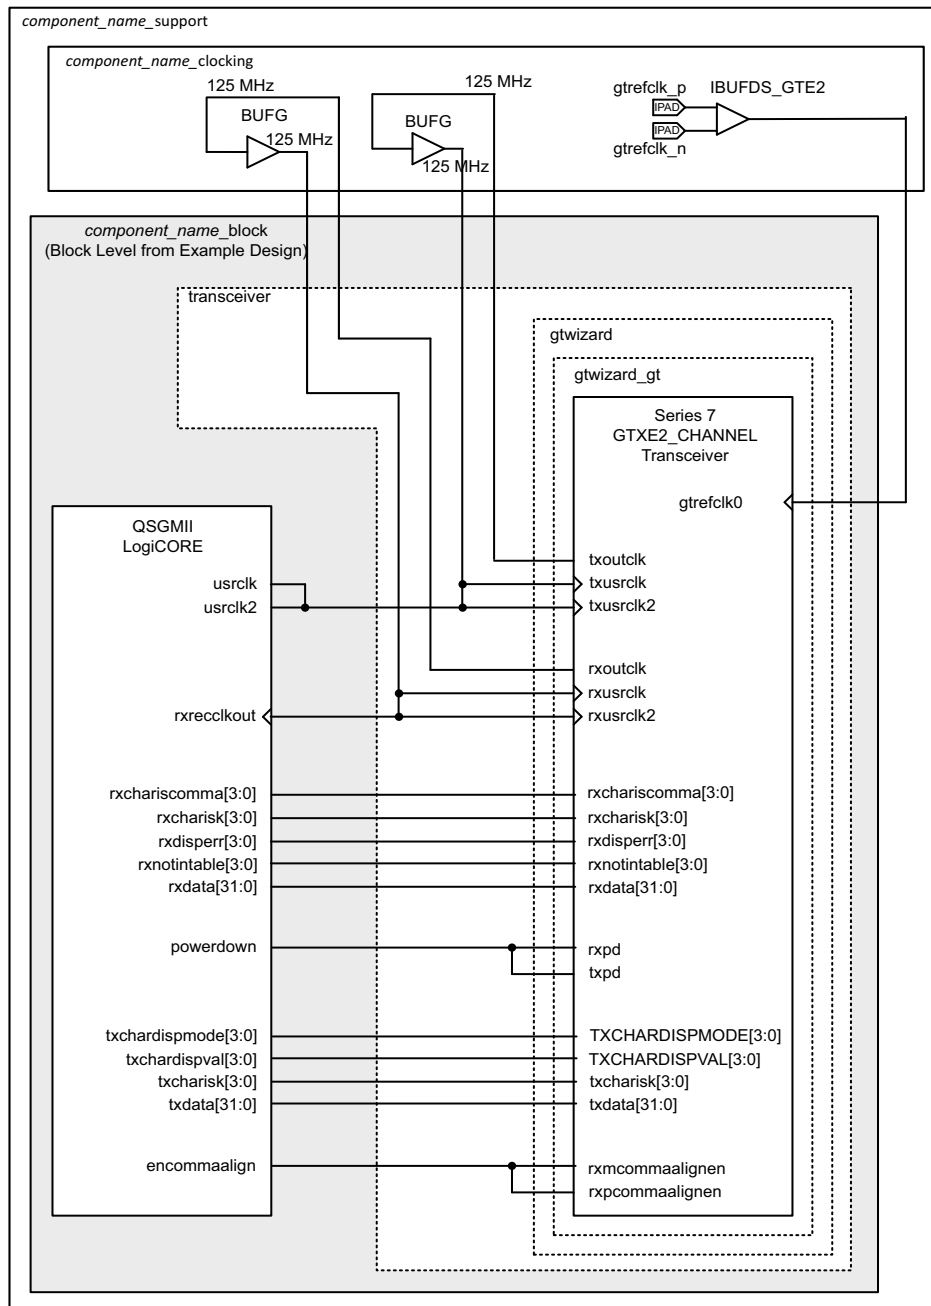 component_name_support
component_name_clocking
125 MHz
BUFG
125 MHz
125 MHz
BUFG
125 MHz
gtrefclk_p
IBUFDS_GTE2
IPAD
IPAD
gtrefclk_n
component_name_block
(Block Level from Example Design)
transceiver
gtwizard
gtwizard_gt
Series 7
GTXE2_CHANNEL
Transceiver
gtrefclk0
QSGMII
LogiCORE
usrclk
usrclk2
rxrecclkout
rxchariscomma[3:0]
rxcharisk[3:0]
rxdisperr[3:0]
rxnotintable[3:0]
rxdata[31:0]
powerdown
txchardispmode[3:0]
txchardispval[3:0]
txcharisk[3:0]
txdata[31:0]
encommaalign
txoutclk
txusrclk
txusrclk2
rxoutclk
rxusrclk
rxusrclk2
rxchariscomma[3:0]
rxcharisk[3:0]
rxdisperr[3:0]
rxnotintable[3:0]
rxdata[31:0]
rxpd
txpd
TXCHARDISPMODE[3:0]
TXCHARDISPVAL[3:0]
txcharisk[3:0]
txdata[31:0]
rxmcommaalignen
rxpcommaalignen